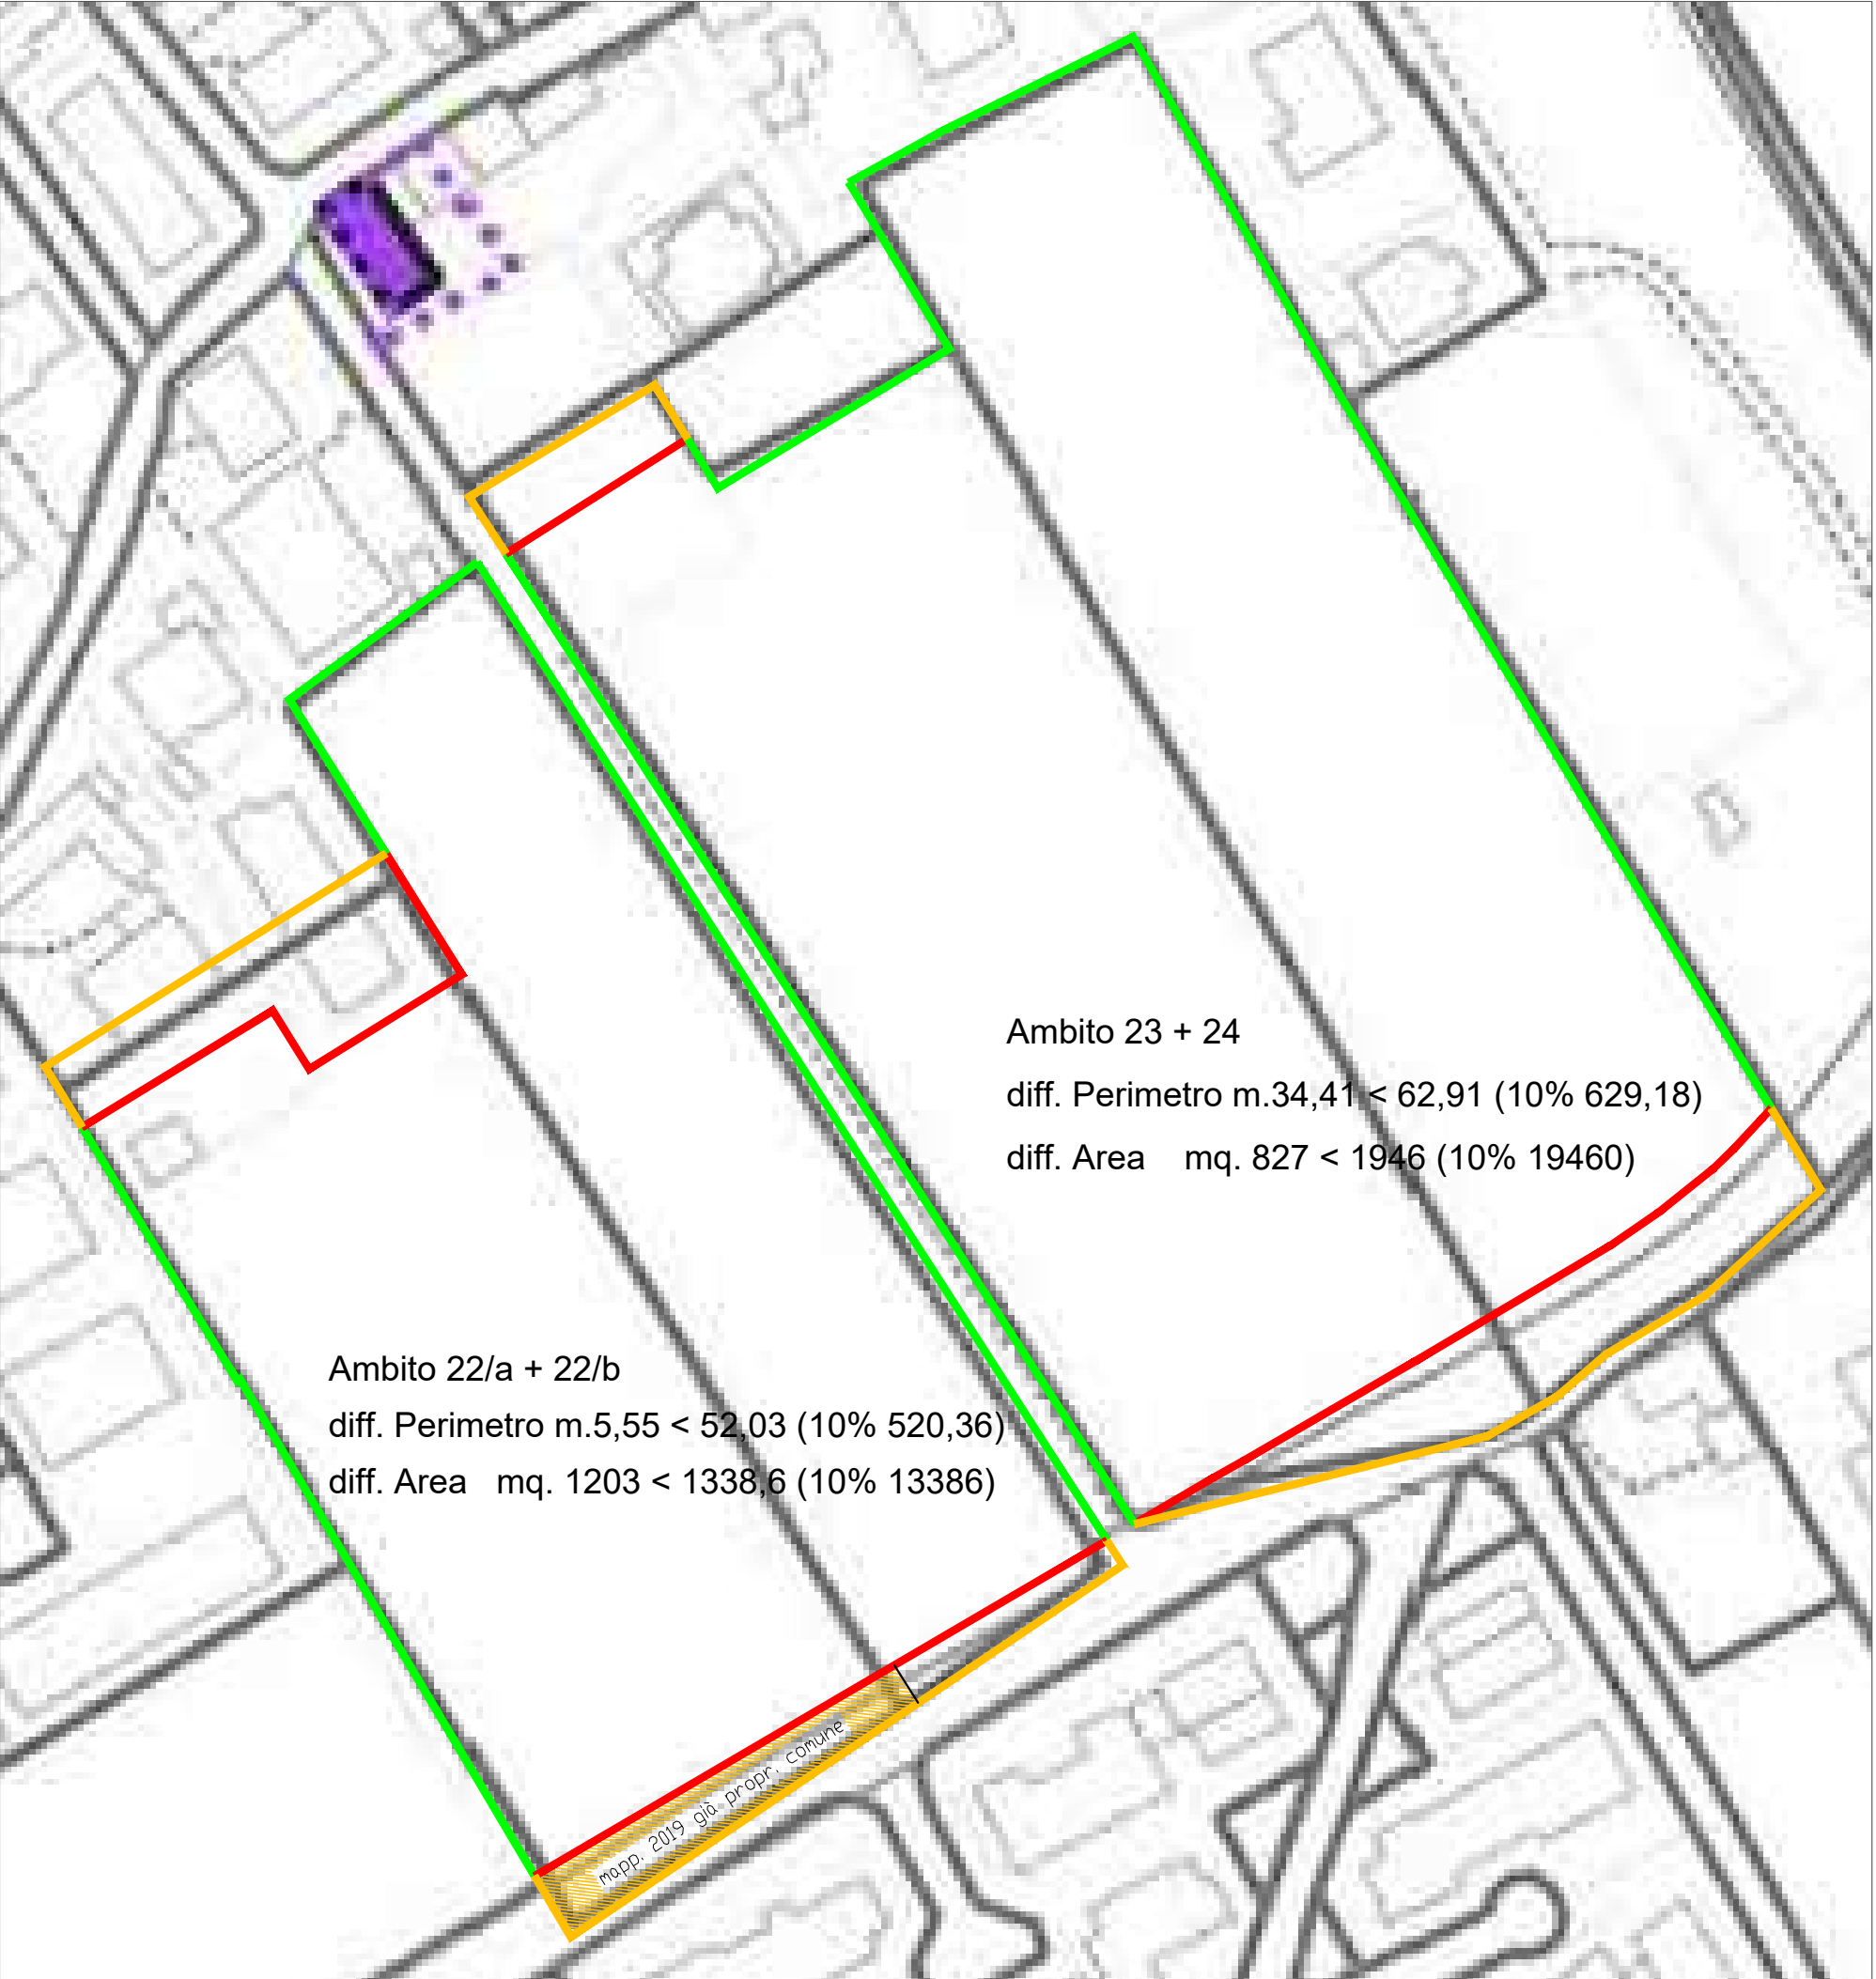 Ambito 23 + 24
diff. Perimetro m.34,41 < 62,91 (10% 629,18)
diff. Area mq. 827 < 1946 (10% 19460)
Ambito 22/a + 22/b
diff. Perimetro m.5,55 < 52,03 (10% 520,36)
diff. Area mq. 1203 < 1338,6 (10% 13386)
mapp. 2019 già propr. comune